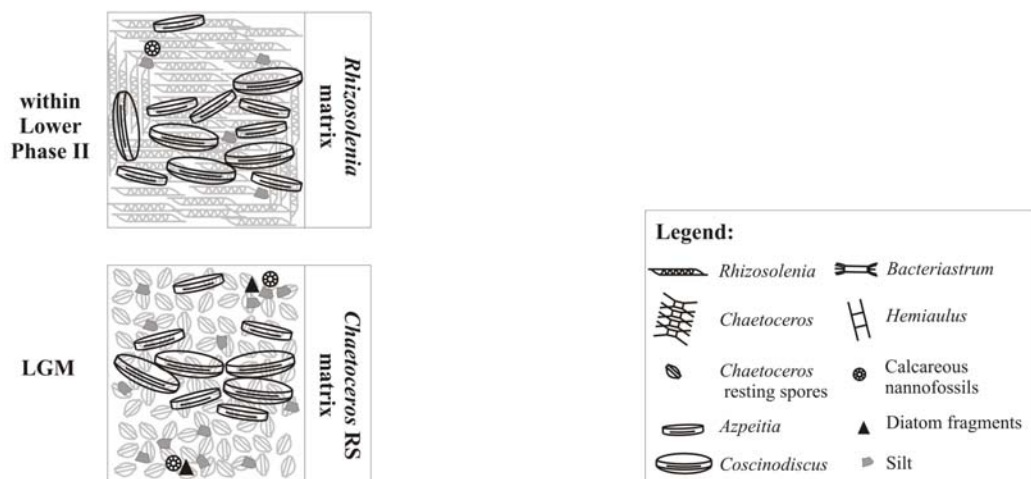 within
Lower
Phase II
Rhizosolenia
matrix
LGM
Chaetoceros RS
matrix
Legend:
Rhizosolenia
Chaetoceros
Chaetoceros
resting spores
Azpeitia
Coscinodiscus
Bacteriastrum
Hemiaulus
Calcareous
nannofossils
Diatom fragments
Silt